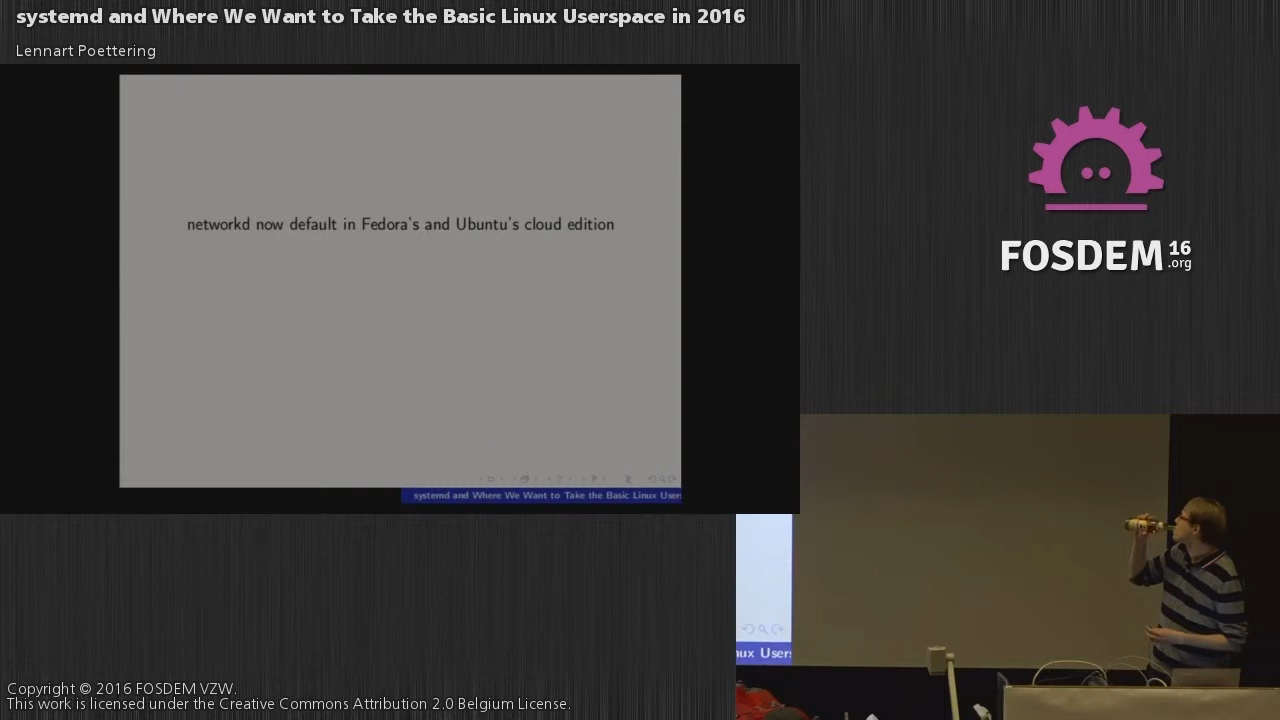 systemd and Where We Want to Take the Basic Linux Userspace in 2016
Lennart Poettering
networkd now default in Fedora's and Ubuntu's cloud edition
systemd and Where We Want to Take the Basic Linux User
FOSDEM 16
.org
nux Users
Copyright © 2016 FOSDEM VZW.
This work is licensed under the Creative Commons Attribution 2.0 Belgium License.